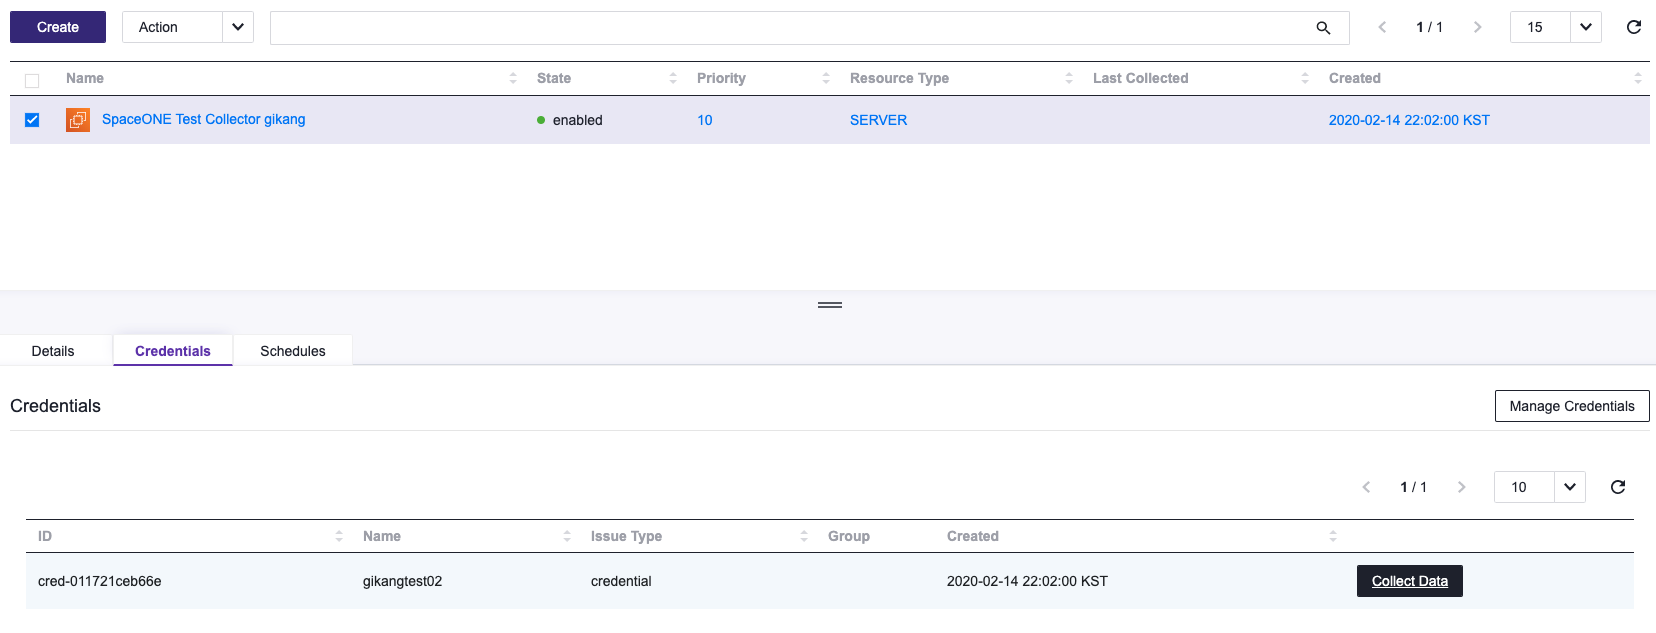 Create Action 1 / 1 15
Name State Priority Resource Type Last Collected Created
SpaceONE Test Collector gikang enabled 10 SERVER 2020-02-14 22:02:00 KST
Details Credentials Schedules
Credentials Manage Credentials
1 / 1 10
ID Name Issue Type Group Created
cred-011721ceb66e gikangtest02 credential 2020-02-14 22:02:00 KST Collect Data